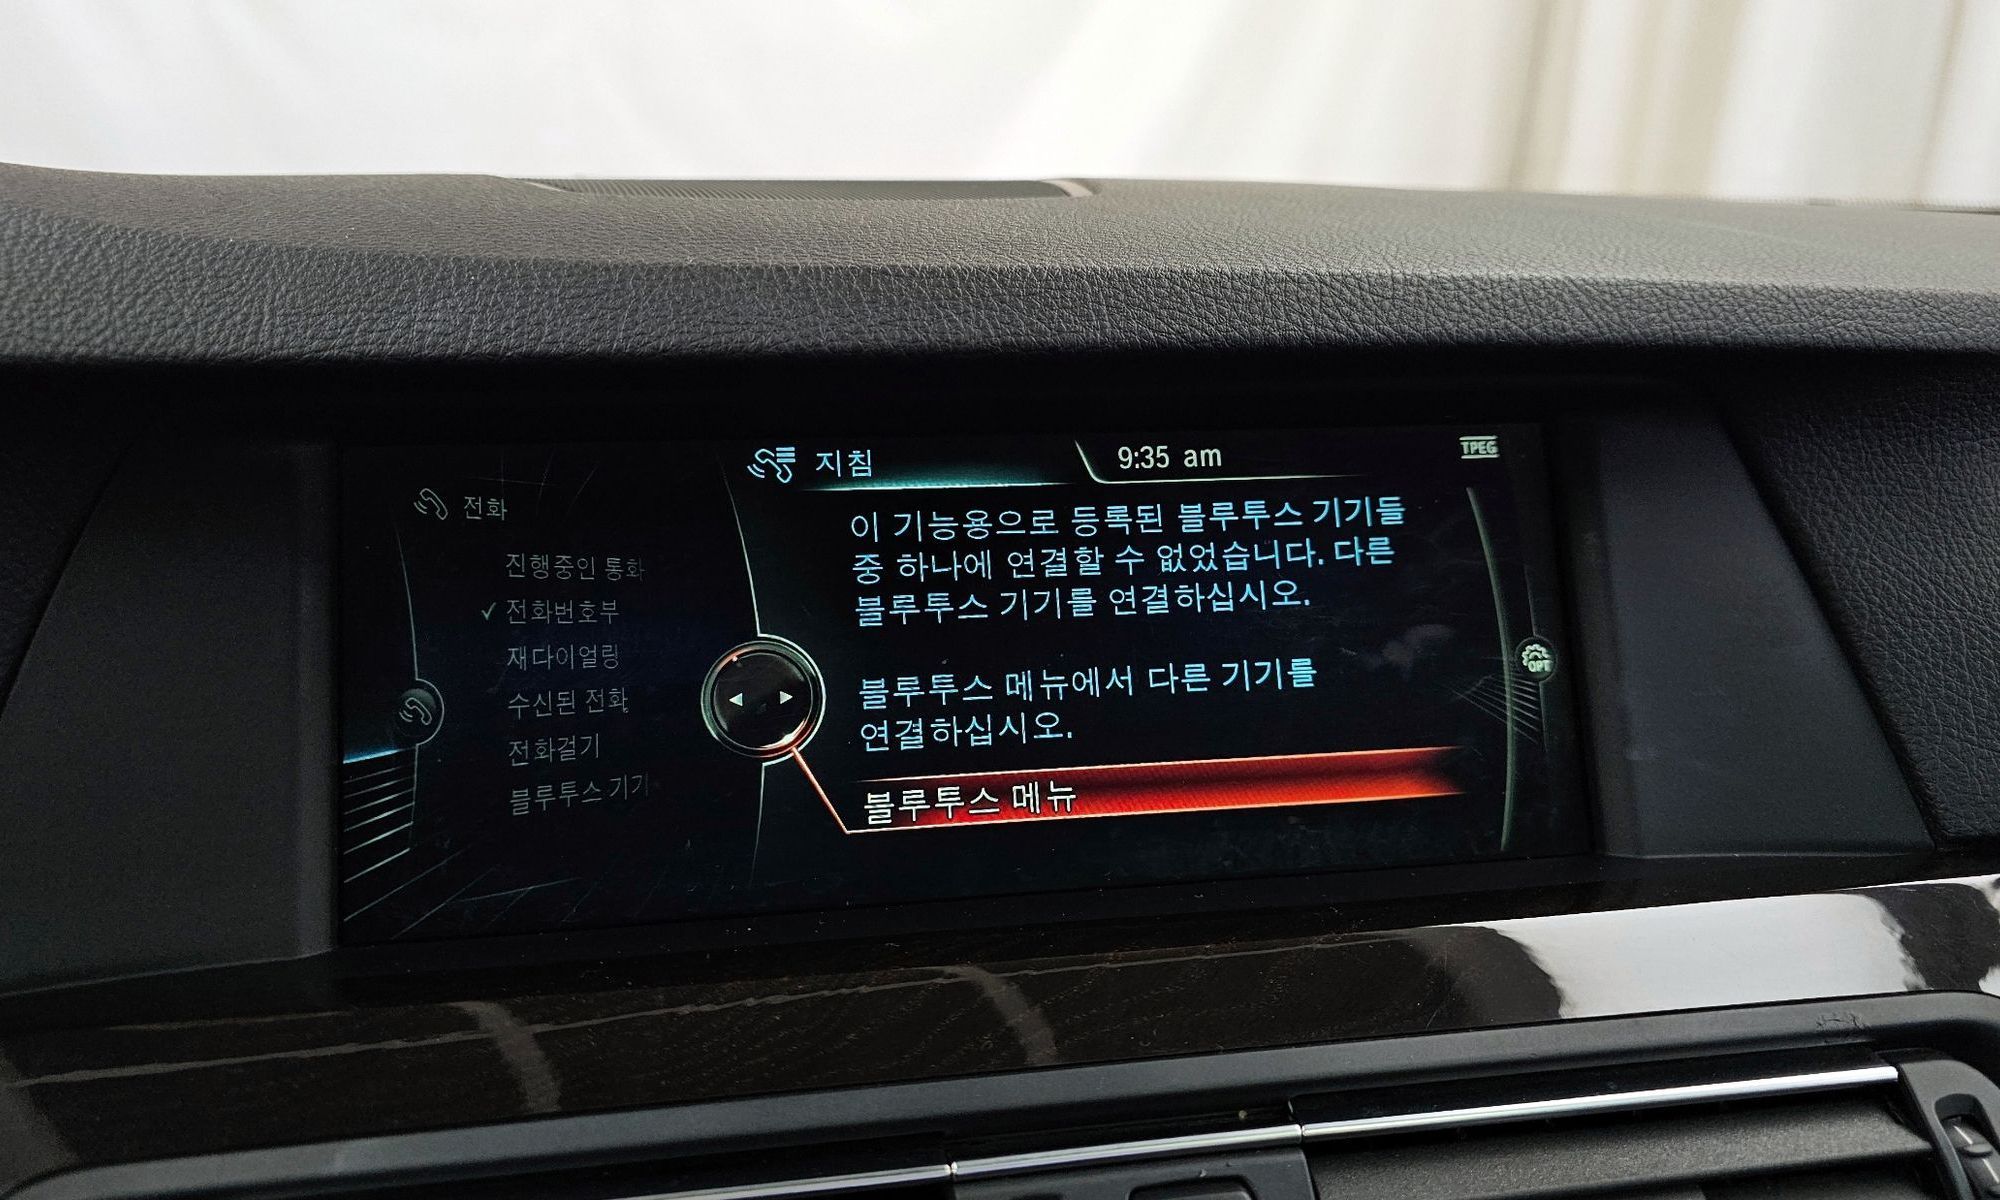 지침
9:35 am
TPEG
전화
진행중인 통화
✓ 전화번호부
재다이얼링
수신된 전화
전화걸기
블루투스 기기
이 기능용으로 등록된 블루투스 기기들
중 하나에 연결할 수 없었습니다. 다른
블루투스 기기를 연결하십시오.
블루투스 메뉴에서 다른 기기를
연결하십시오.
블루투스 메뉴
OPT